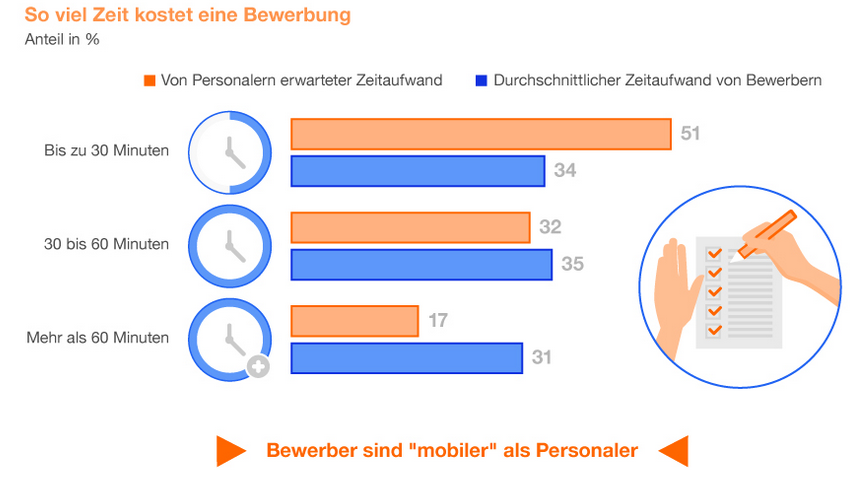 So viel Zeit kostet eine Bewerbung
Anteil in %
Von Personalern erwarteter Zeitaufwand
Durchschnittlicher Zeitaufwand von Bewerbern
Bis zu 30 Minuten
51
34
30 bis 60 Minuten
32
35
Mehr als 60 Minuten
17
31
Bewerber sind "mobiler" als Personaler